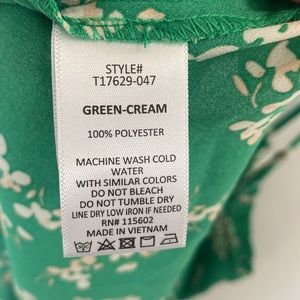 STYLE#
T17629-047
GREEN-CREAM
100% POLYESTER
MACHINE WASH COLD
WATER
WITH SIMILAR COLORS
DO NOT BLEACH
DO NOT TUMBLE DRY
LINE DRY LOW IRON IF NEEDED
RN# 115602
MADE IN VIETNAM